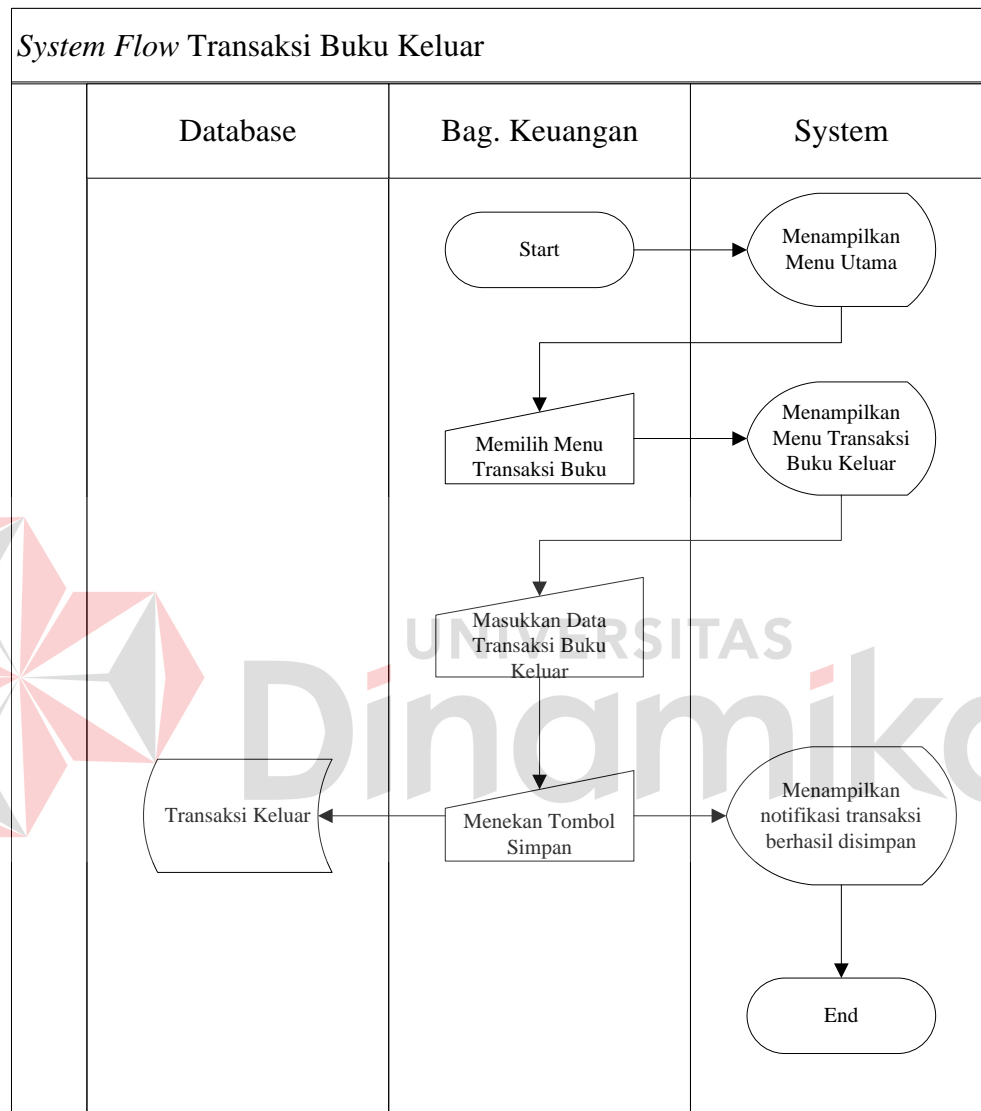 System Flow Transaksi Buku Keluar
Database
Bag. Keuangan
System
Start
Menampilkan
Menu Utama
Memilih Menu
Transaksi Buku
Menampilkan
Menu Transaksi
Buku Keluar
Masukkan Data
Transaksi Buku
Keluar
UNIVERSITAS
Dinamika
Transaksi Keluar
Menekan Tombol
Simpan
Menampilkan
notifikasi transaksi
berhasil disimpan
End